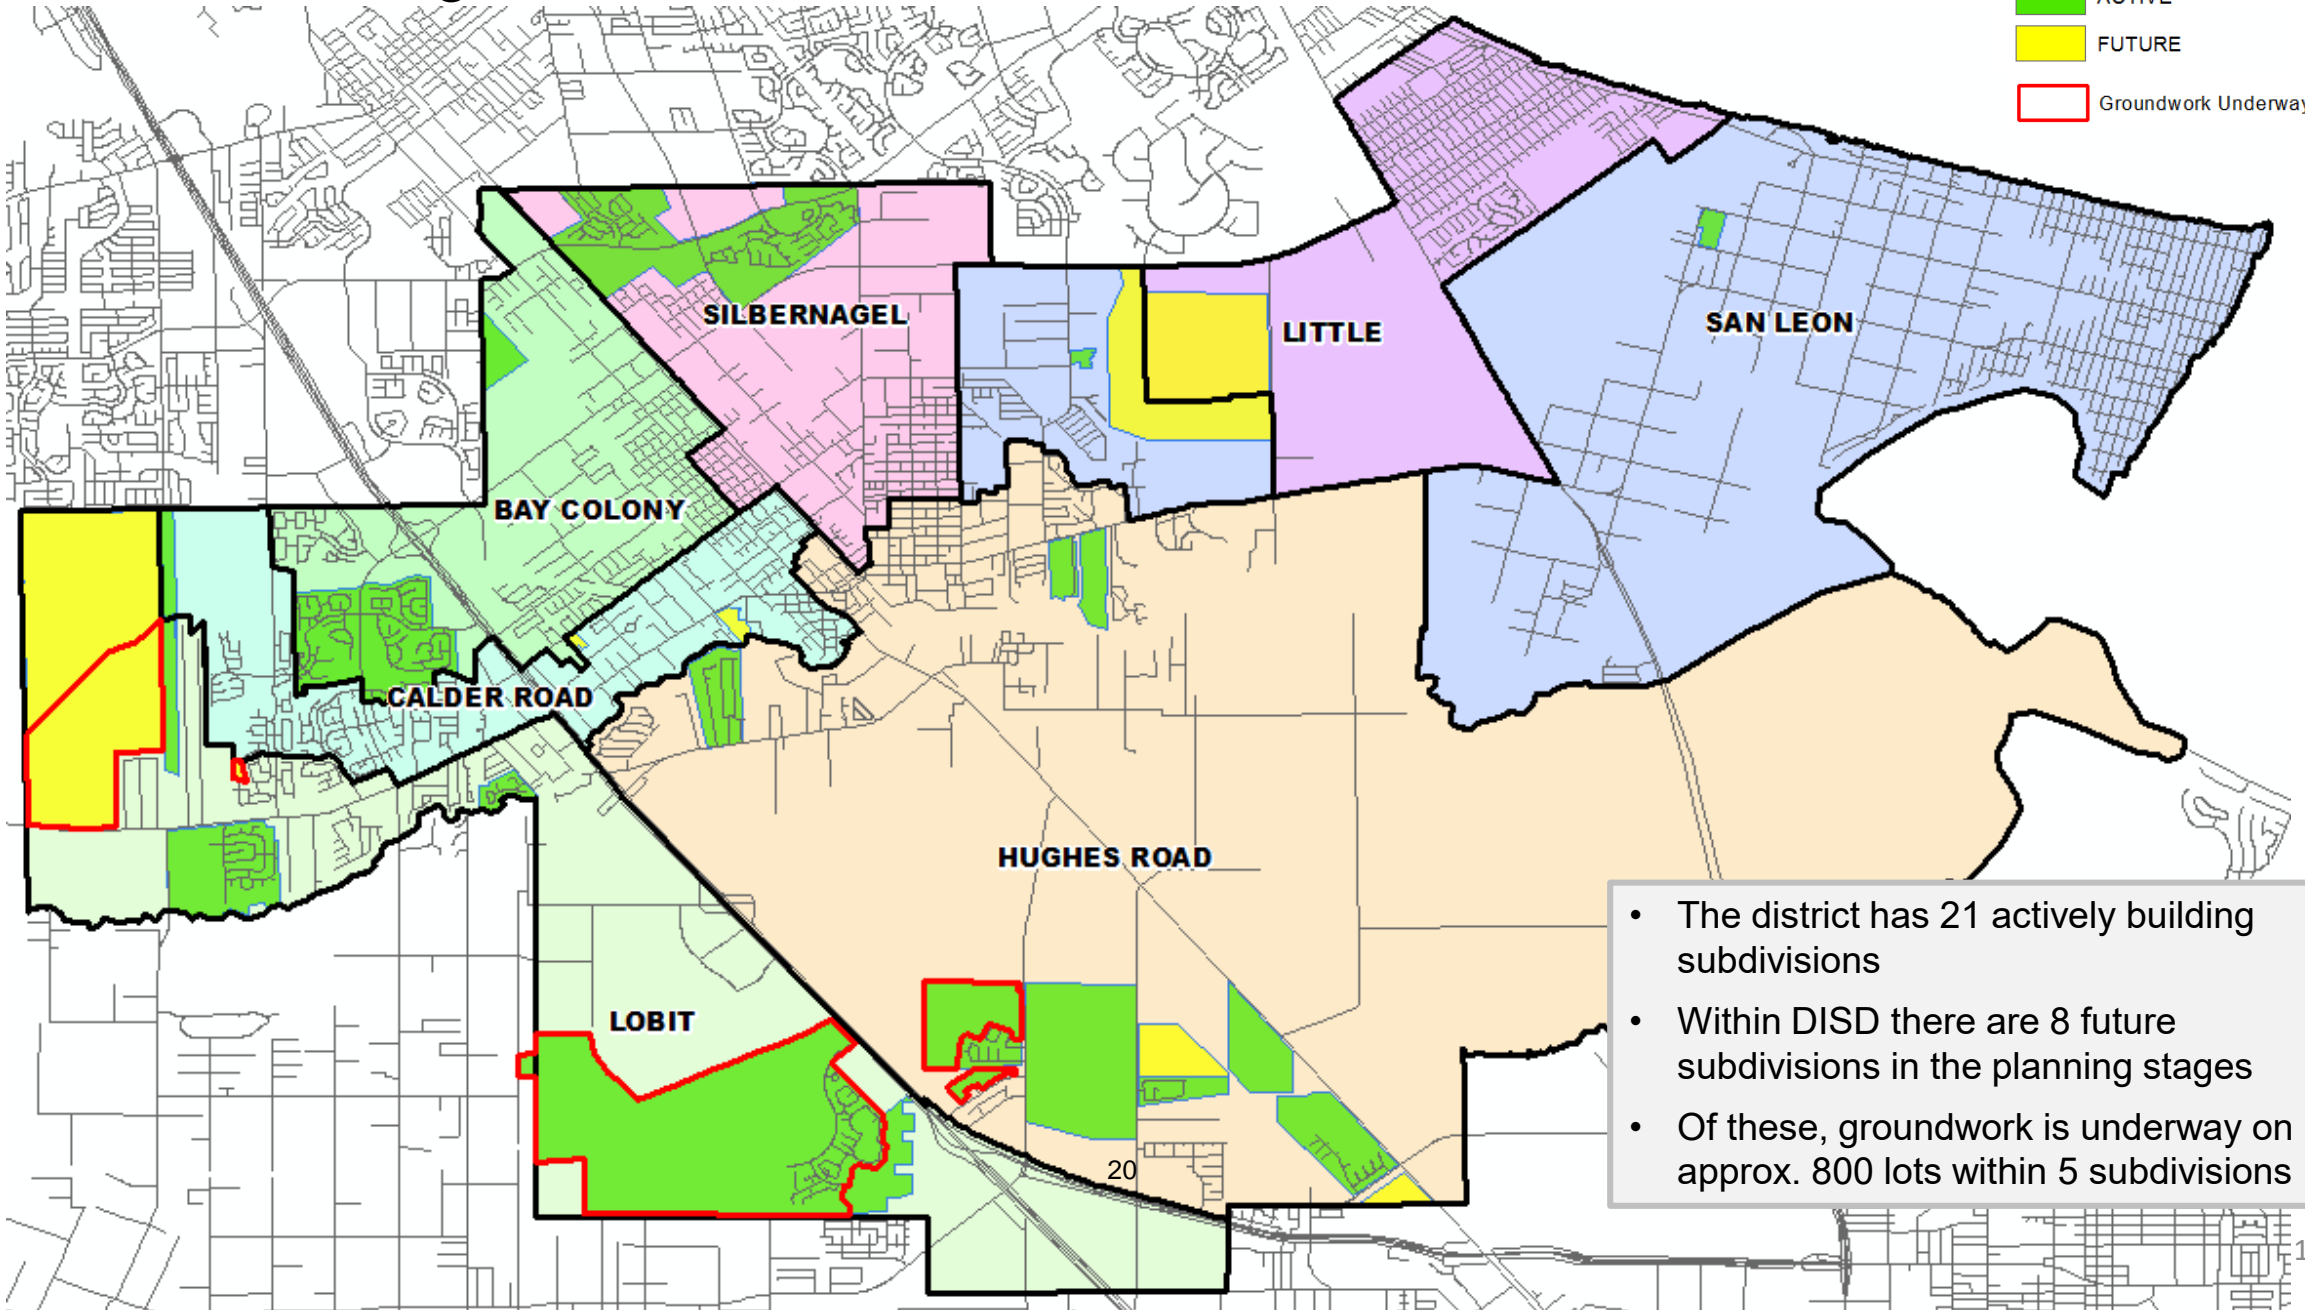 ACTIVE
FUTURE
Groundwork Underway
SILBERNAGEL
LITTLE
SAN LEON
BAY COLONY
CALDER ROAD
HUGHES ROAD
LOBIT
20
• The district has 21 actively building
subdivisions
• Within DISD there are 8 future
subdivisions in the planning stages
• Of these, groundwork is underway on
approx. 800 lots within 5 subdivisions
1